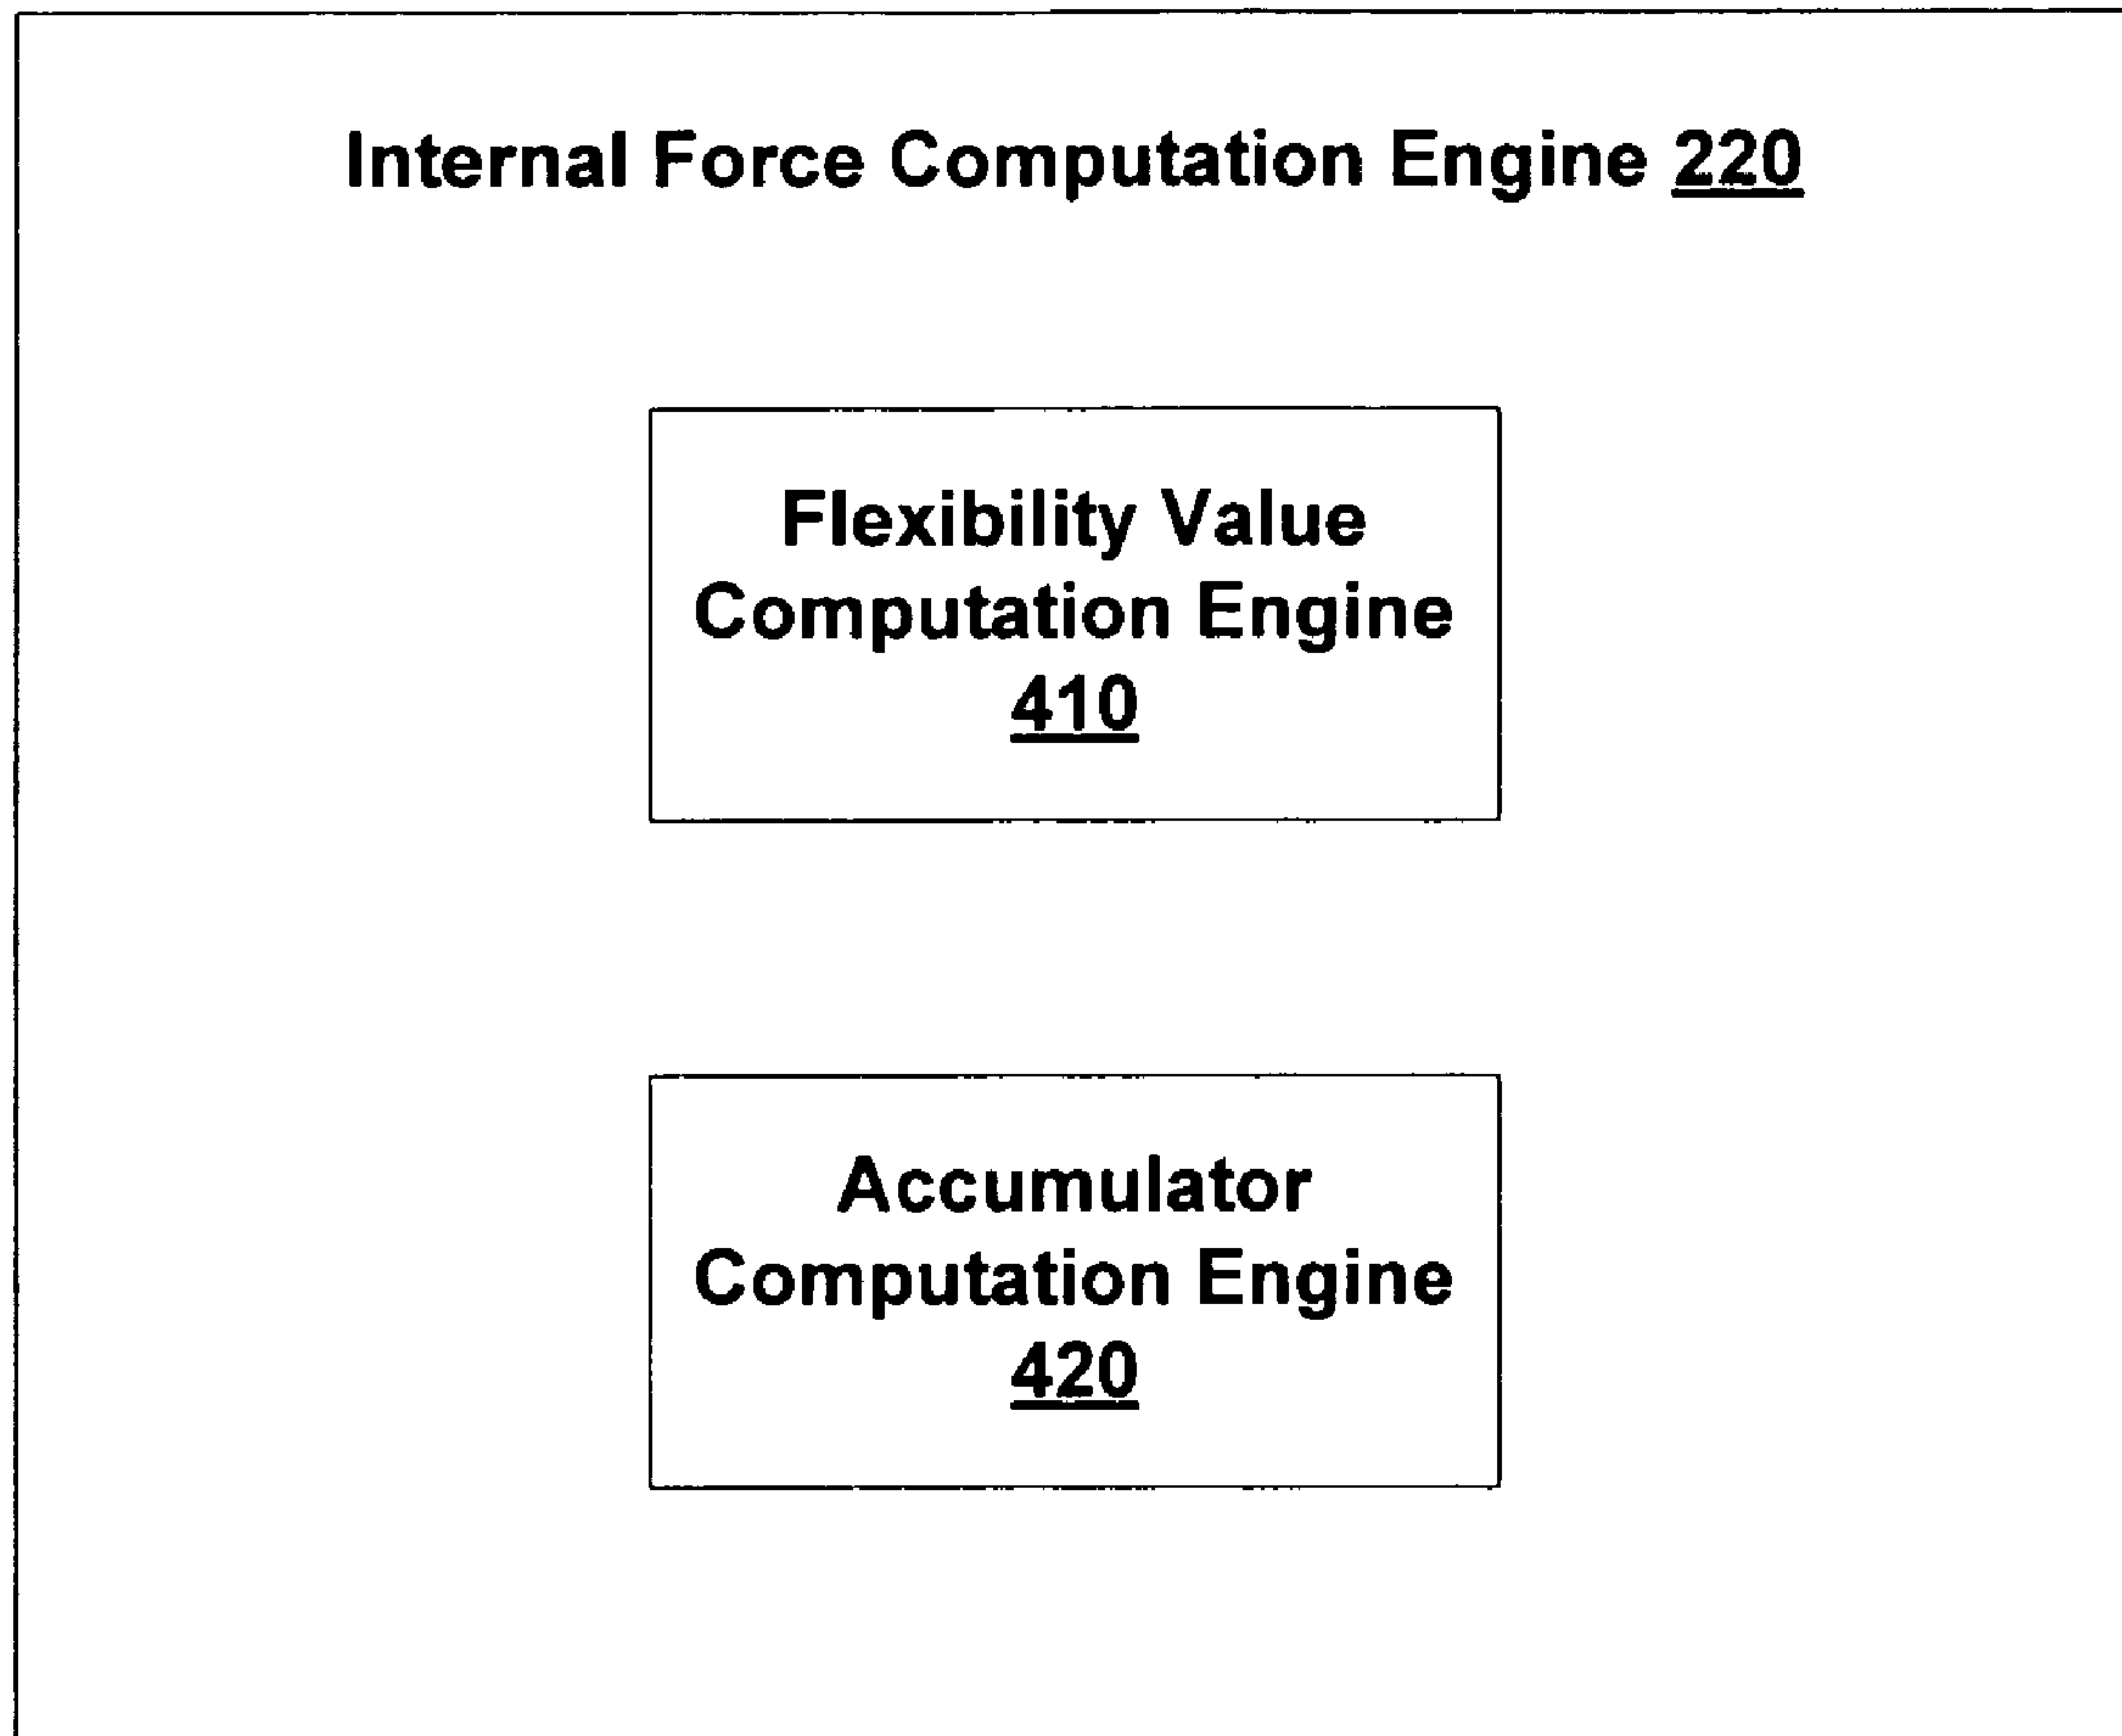 Internal Force Computation Engine 220
Flexibility Value
Computation Engine
410
Accumulator
Computation Engine
420